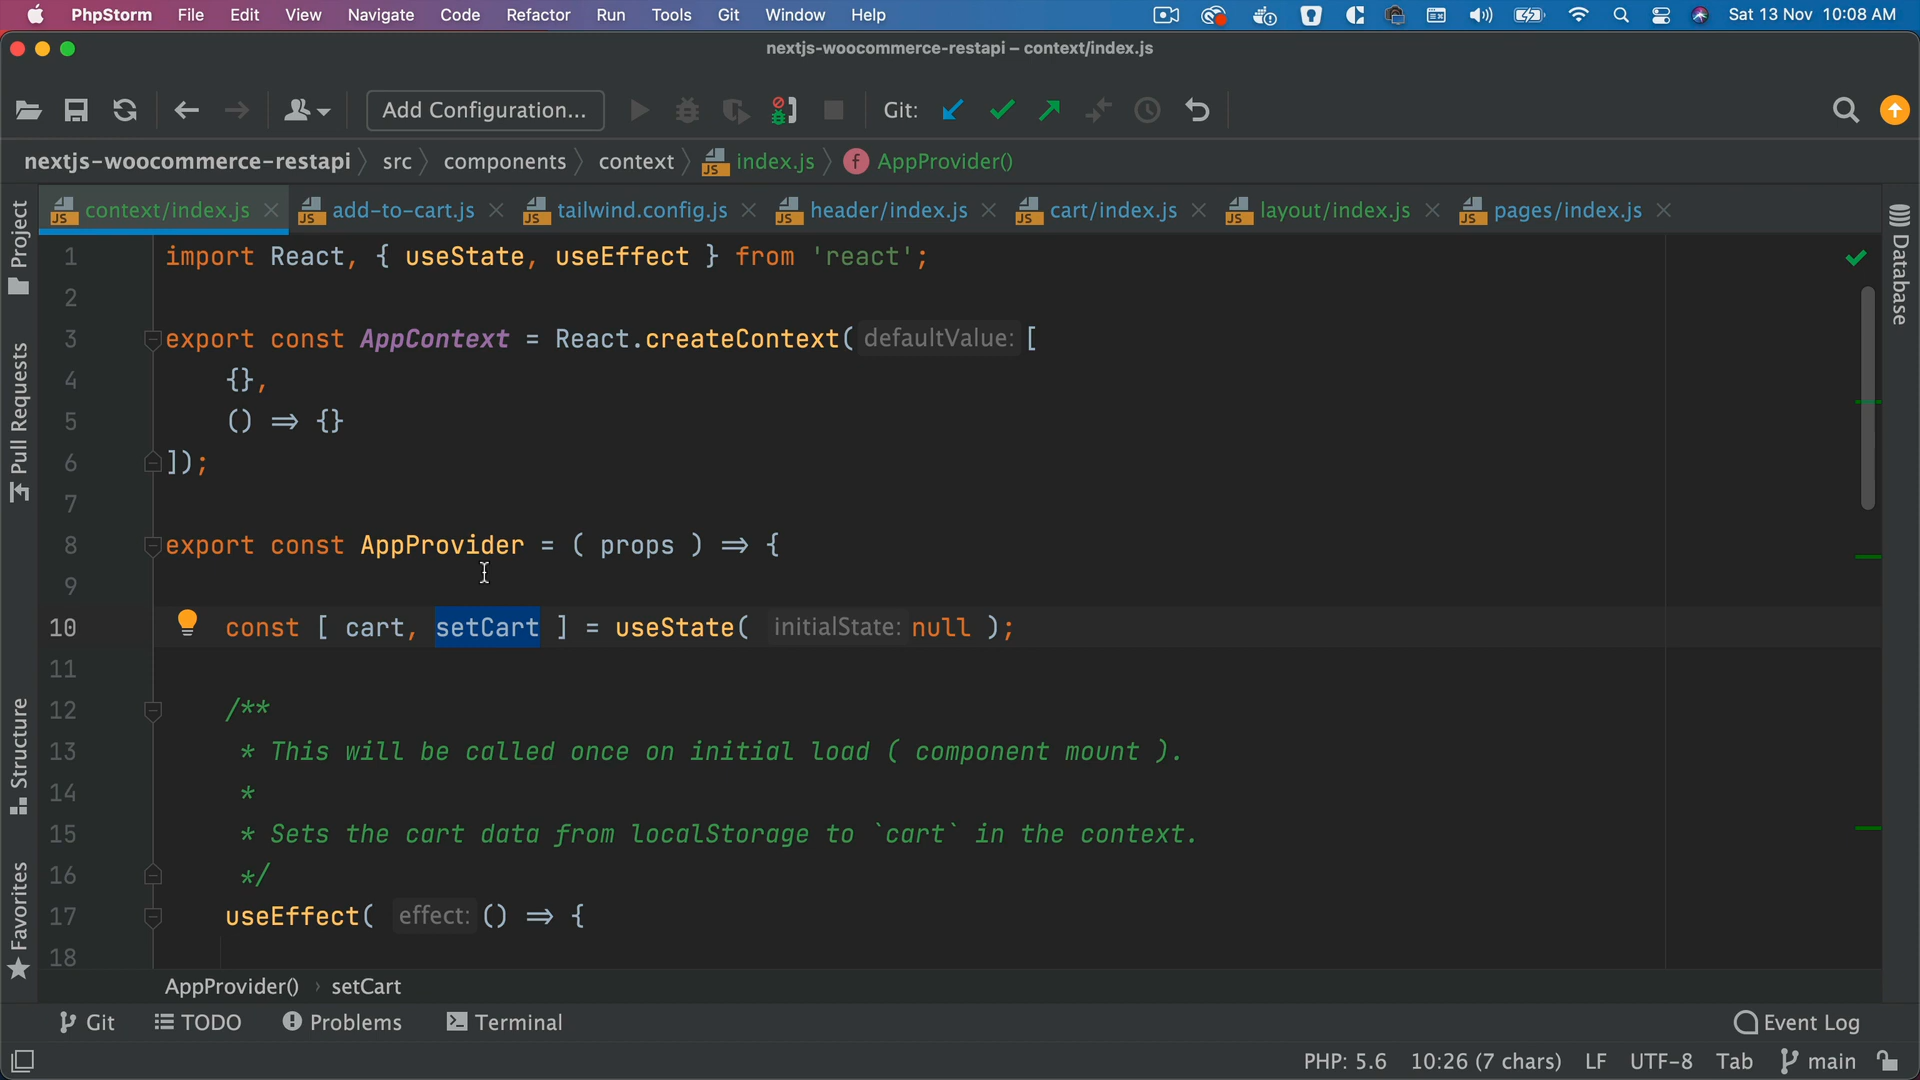 PhpStorm File Edit View Navigate Code Refactor Run Tools Git Window Help Sat 13 Nov 10:08 AM
nextjs-woocommerce-restapi – context/index.js
Add Configuration... Git:
nextjs-woocommerce-restapi src components context index.js f AppProvider()
context/index.js add-to-cart.js tailwind.config.js header/index.js cart/index.js layout/index.js pages/index.js
Project
Pull Requests
Structure
Favorites
Database
1 import React, { useState, useEffect } from 'react';
2
3 export const AppContext = React.createContext( defaultValue: [
4 {},
5 () => {}
6 ]);
7
8 export const AppProvider = ( props ) => {
9
10 const [ cart, setCart ] = useState( initialState: null );
11
12 /**
13 * This will be called once on initial load ( component mount ).
14 *
15 * Sets the cart data from localStorage to `cart` in the context.
16 */
17 useEffect( effect: () => {
18
AppProvider() › setCart
Git TODO Problems Terminal Event Log
PHP: 5.6 10:26 (7 chars) LF UTF-8 Tab main